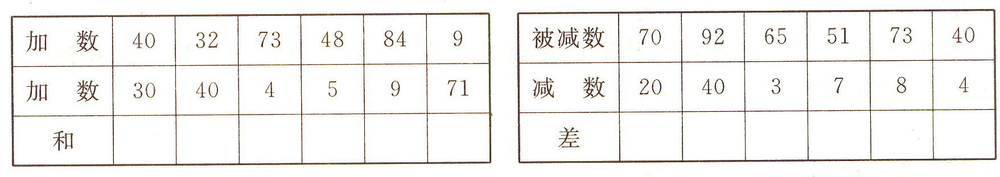 加 数 40 32 73 48 84 9
加 数 30 40 4 5 9 71
和
被减数 70 92 65 51 73 40
减 数 20 40 3 7 8 4
差